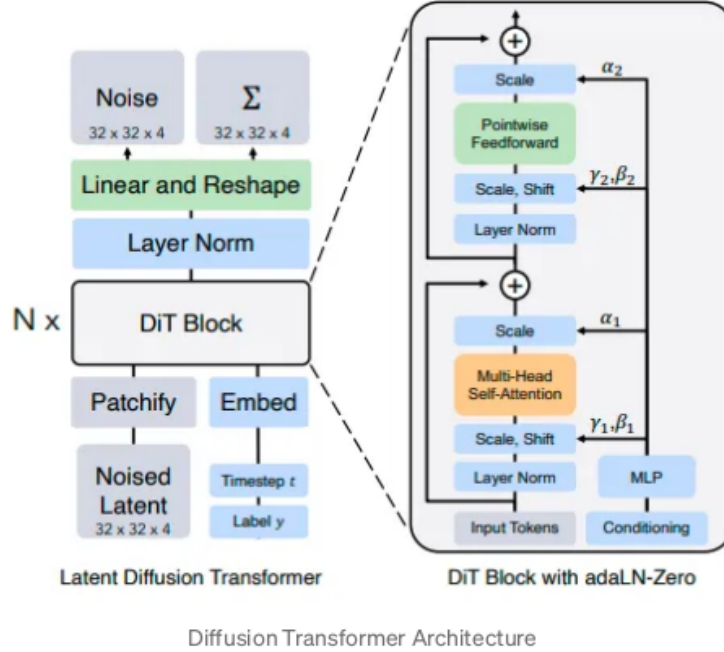 Noise
32 x 32 x 4
Σ
32 x 32 x 4
Linear and Reshape
Layer Norm
N x
DiT Block
Patchify
Embed
Noised
Latent
32 x 32 x 4
Timestep t
Label y
Latent Diffusion Transformer
+
Scale
α₂
Pointwise
Feedforward
Scale, Shift
γ₂,β₂
Layer Norm
+
Scale
α₁
Multi-Head
Self-Attention
Scale, Shift
γ₁,β₁
Layer Norm
MLP
Input Tokens
Conditioning
DiT Block with adaLN-Zero
Diffusion Transformer Architecture